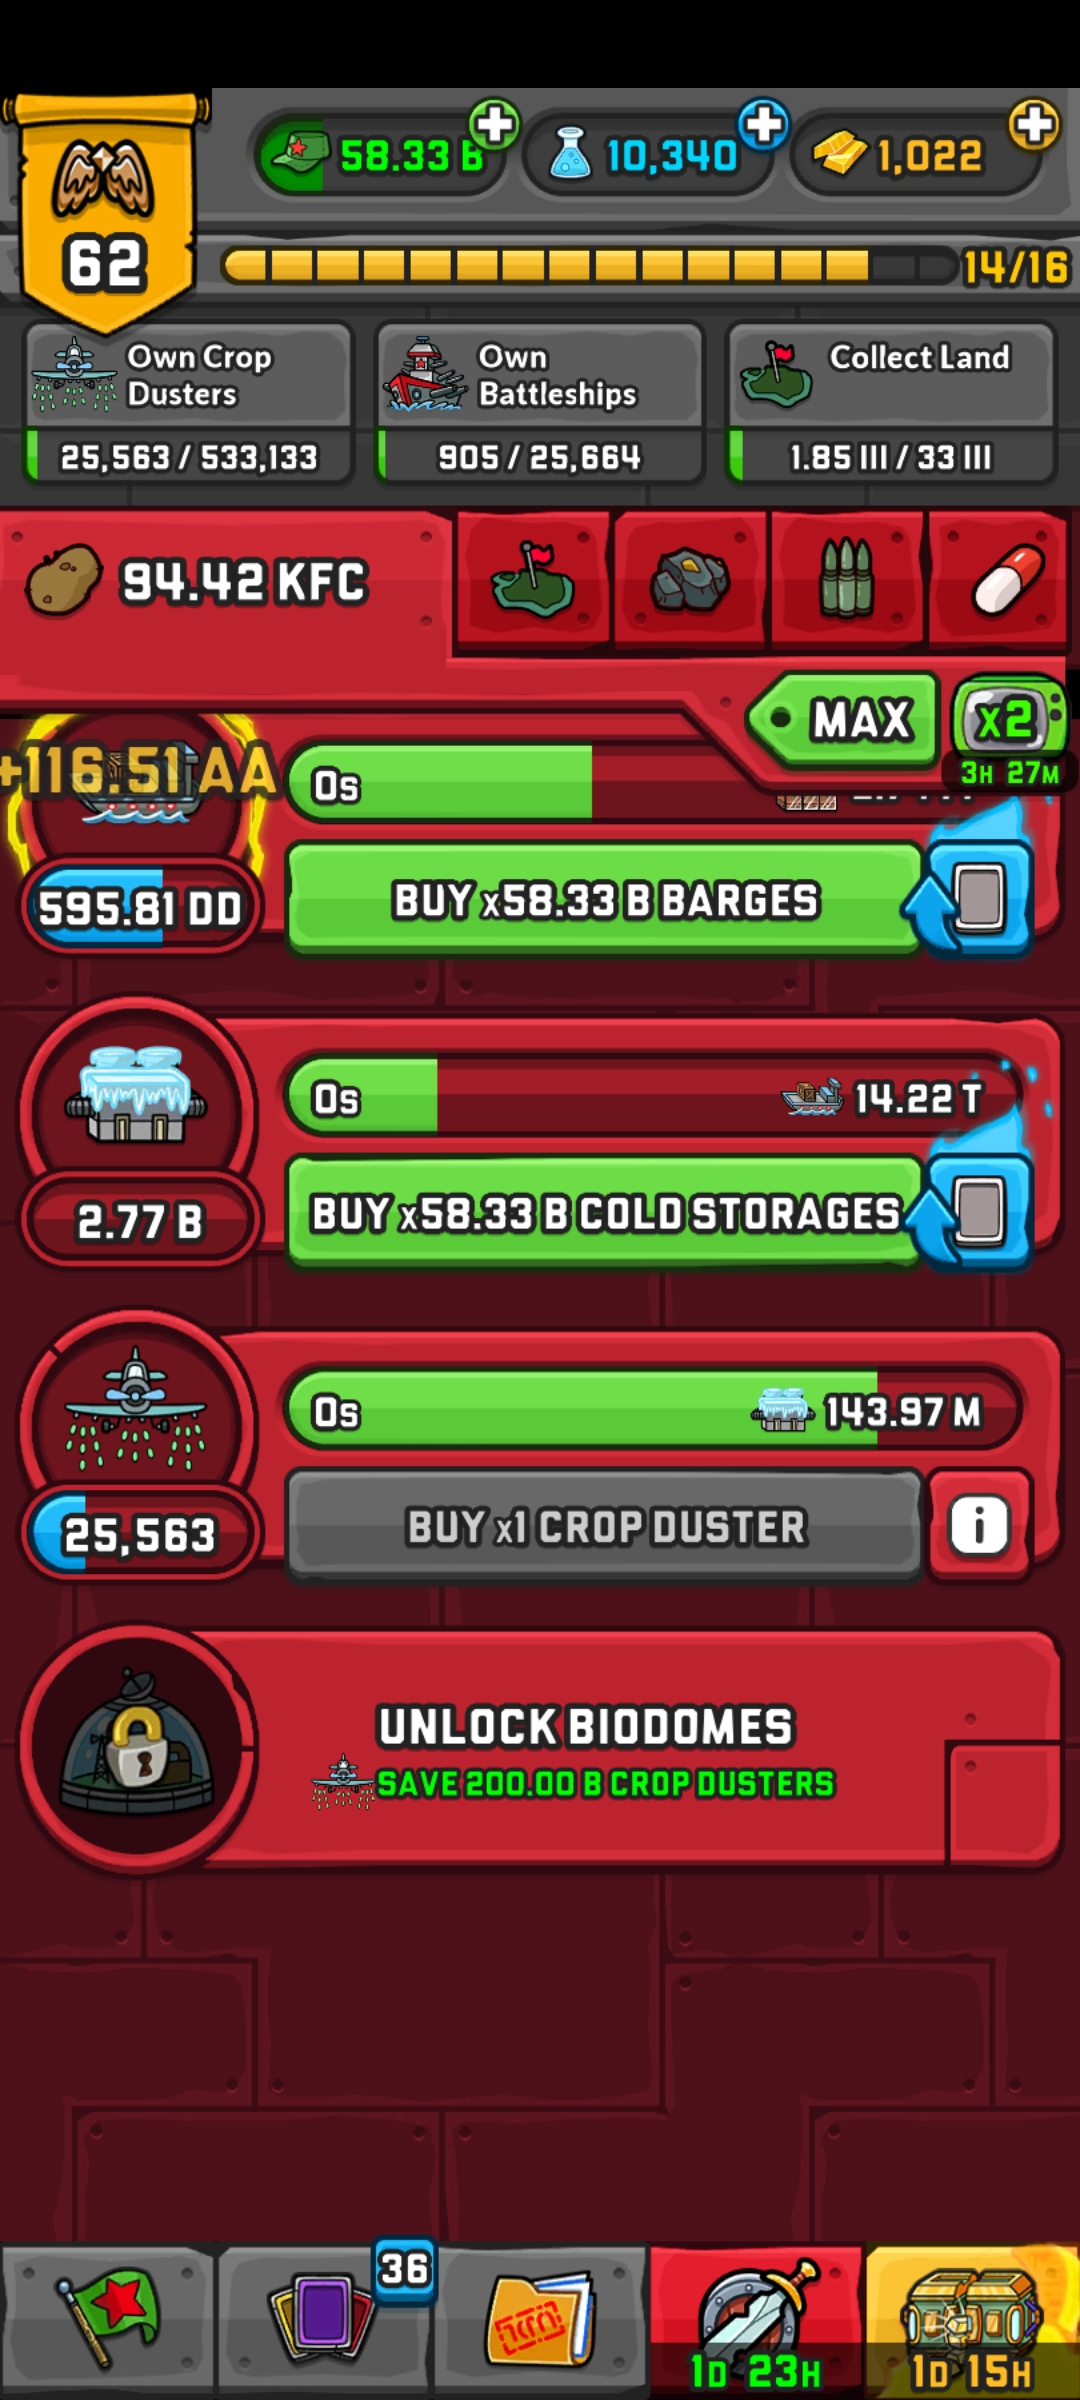 58.33 B
10,340
1,022
62
14/16
Own Crop Dusters
Own Battleships
Collect Land
25,563 / 533,133
905 / 25,664
1.85 III / 33 III
94.42 KFC
MAX
x2
3H 27M
+116.51 AA
0s
595.81 DD
BUY x58.33 B BARGES
0s
14.22 T
2.77 B
BUY x58.33 B COLD STORAGES
0s
143.97 M
25,563
BUY x1 CROP DUSTER
i
UNLOCK BIODOMES
SAVE 200.00 B CROP DUSTERS
36
1D 23H
1D 15H